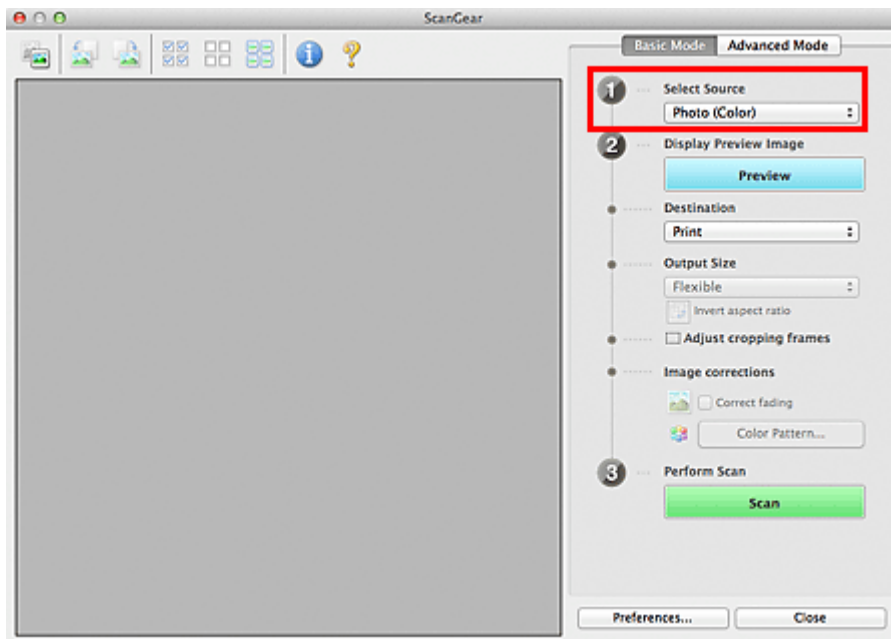 ScanGear
Basic Mode Advanced Mode
1 Select Source
Photo (Color)
2 Display Preview Image
Preview
Destination
Print
Output Size
Flexible
Invert aspect ratio
Adjust cropping frames
Image corrections
Correct fading
Color Pattern...
3 Perform Scan
Scan
Preferences... Close